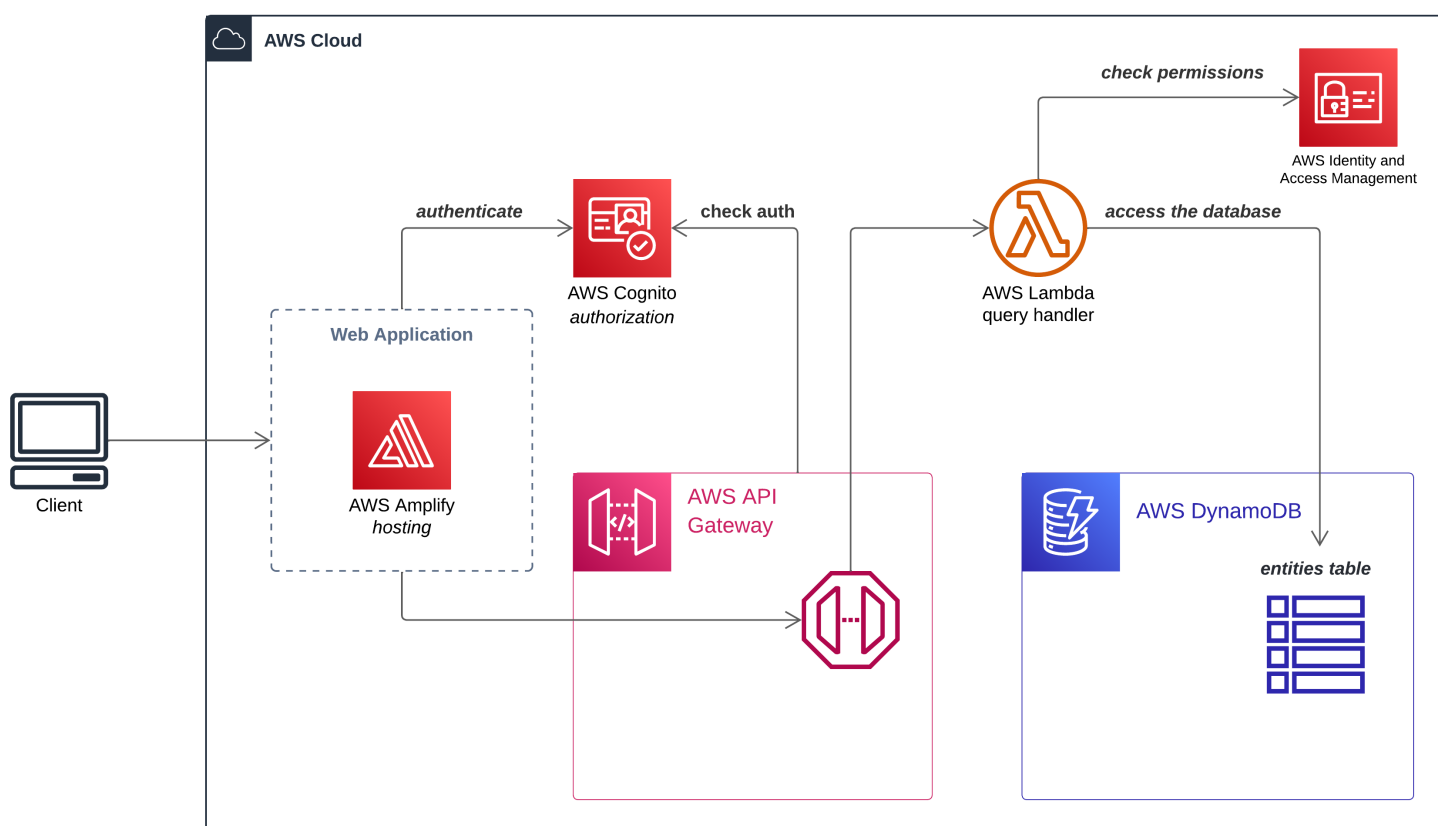 AWS Cloud
check permissions
AWS Identity and
Access Management
authenticate
check auth
access the database
AWS Cognito
authorization
AWS Lambda
query handler
Web Application
Client
AWS Amplify
hosting
AWS API
Gateway
</>
AWS DynamoDB
entities table